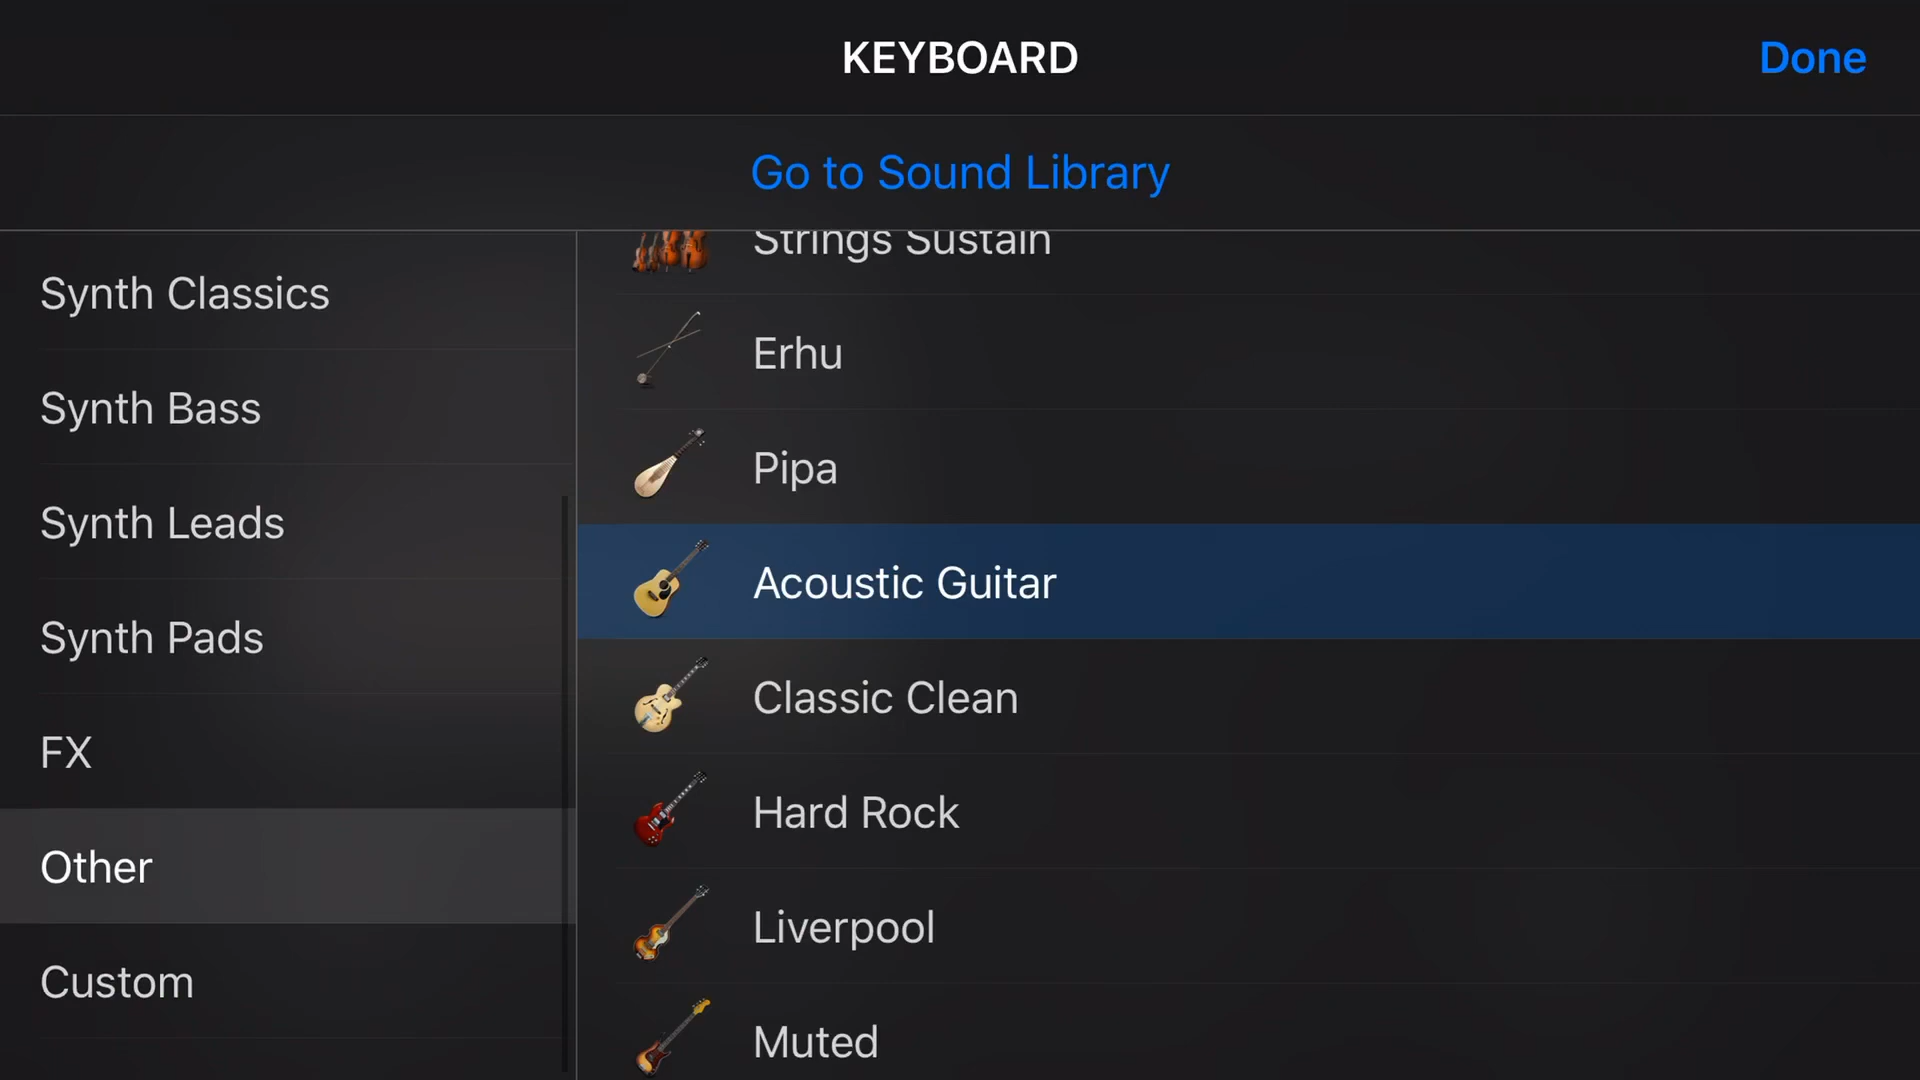 KEYBOARD
Done
Go to Sound Library
Synth Classics
Synth Bass
Synth Leads
Synth Pads
FX
Other
Custom
Strings Sustain
Erhu
Pipa
Acoustic Guitar
Classic Clean
Hard Rock
Liverpool
Muted